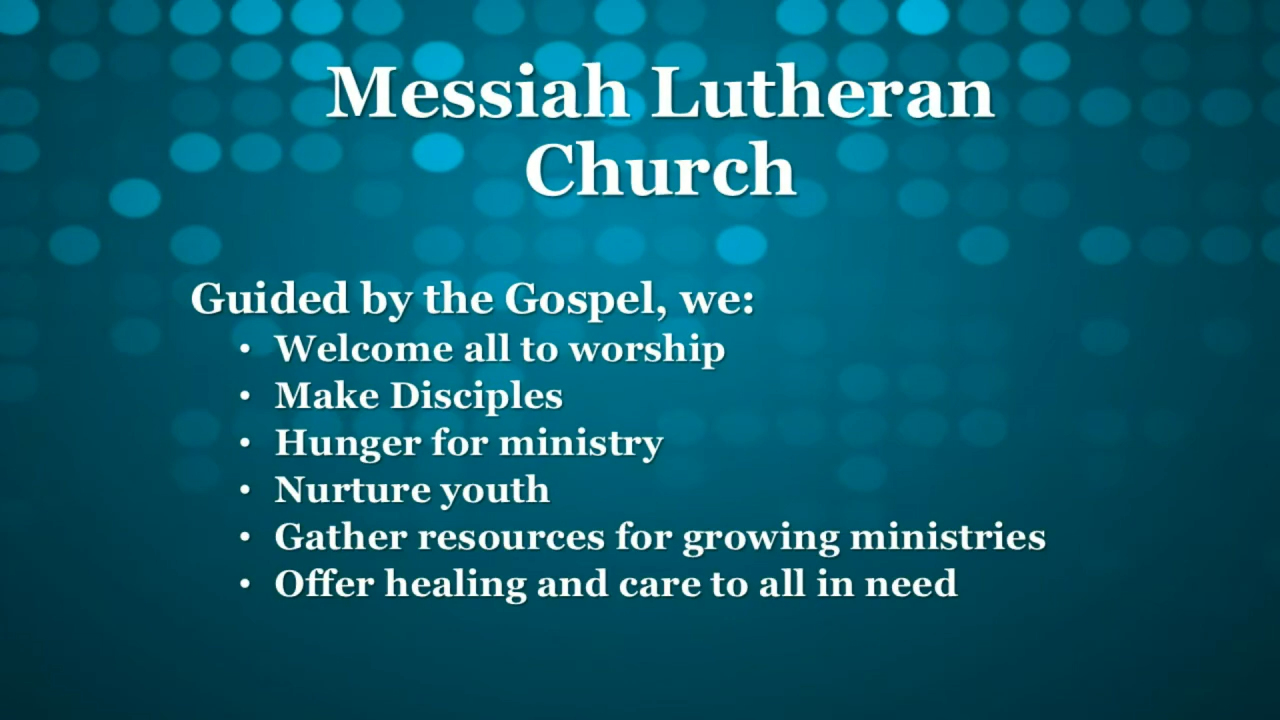 Messiah Lutheran
Church
Guided by the Gospel, we:
• Welcome all to worship
• Make Disciples
• Hunger for ministry
• Nurture youth
• Gather resources for growing ministries
• Offer healing and care to all in need